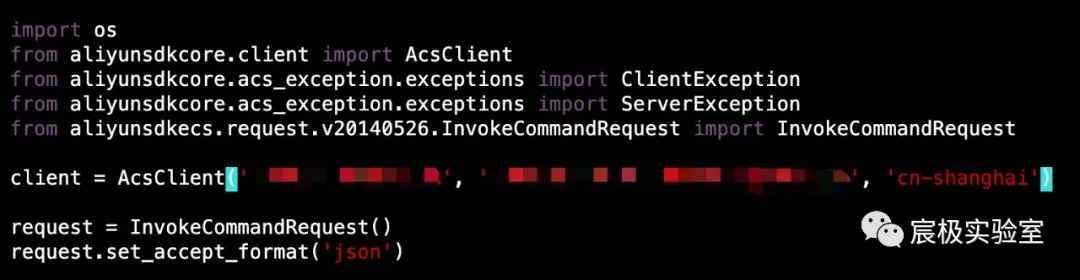 import os
from aliyunsdkcore.client import AcsClient
from aliyunsdkcore.acs_exception.exceptions import ClientException
from aliyunsdkcore.acs_exception.exceptions import ServerException
from aliyunsdkecs.request.v20140526.InvokeCommandRequest import InvokeCommandRequest
client = AcsClient(' ', ' ', 'cn-shanghai')
request = InvokeCommandRequest()
request.set_accept_format('json')
宸极实验室